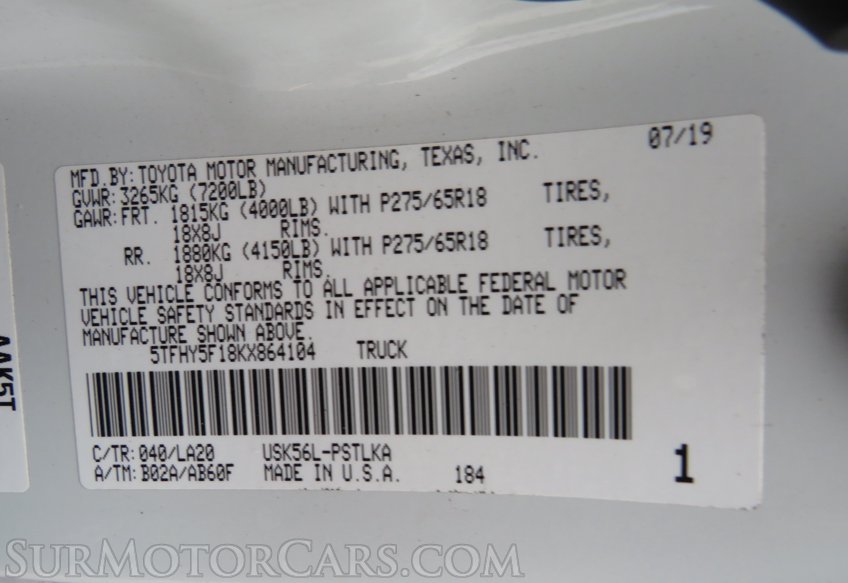 MFD.BY: TOYOTA MOTOR MANUFACTURING, TEXAS, INC. 07/19
GVWR: 3265KG (7200LB)
GAWR: FRT. 1815KG (4000LB) WITH P275/65R18 TIRES,
18X8J RIMS.
RR. 1880KG (4150LB) WITH P275/65R18 TIRES,
18X8J RIMS.
THIS VEHICLE CONFORMS TO ALL APPLICABLE FEDERAL MOTOR
VEHICLE SAFETY STANDARDS IN EFFECT ON THE DATE OF
MANUFACTURE SHOWN ABOVE.
5TFHY5F18KX864104 TRUCK
C/TR: 040/LA20 USK56L-PSTLKA
A/TM: B02A/AB60F MADE IN U.S.A. 184 1
AAK5T
SURMOTORCARS.COM